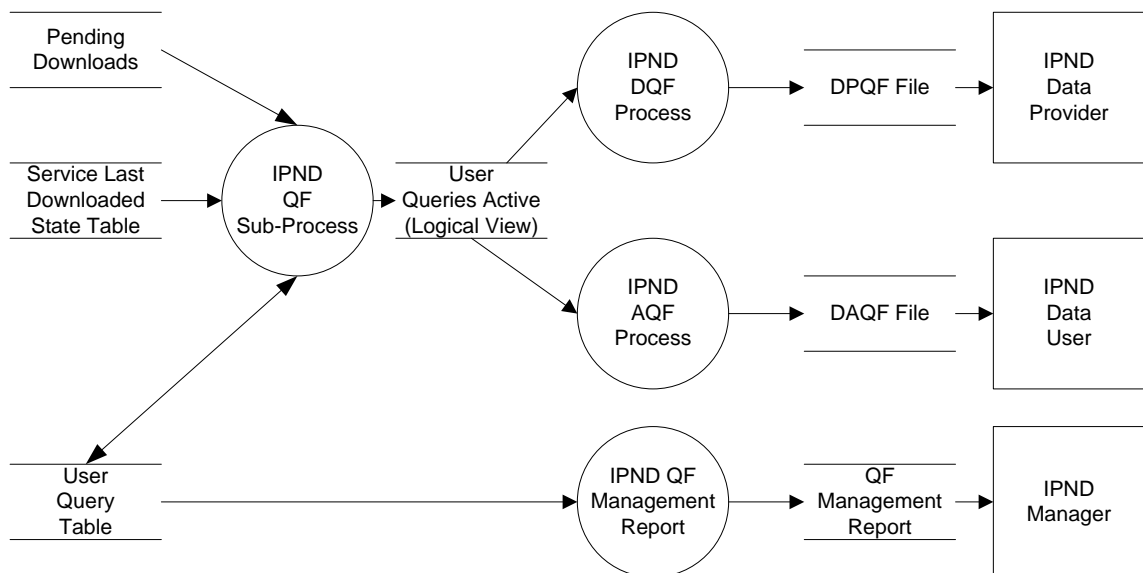 Pending
Downloads
IPND
DQF
Process
DPQF File
IPND
Data
Provider
Service Last
Downloaded
State Table
IPND
QF
Sub-Process
User
Queries Active
(Logical View)
IPND
AQF
Process
DAQF File
IPND
Data
User
User
Query
Table
IPND QF
Management
Report
QF
Management
Report
IPND
Manager